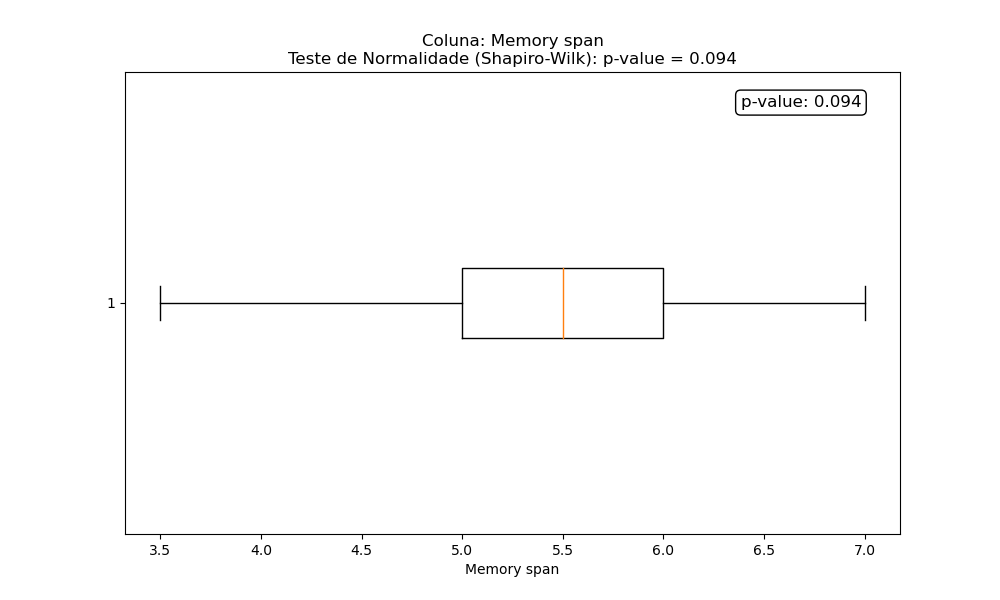 Coluna: Memory span
Teste de Normalidade (Shapiro-Wilk): p-value = 0.094
p-value: 0.094
1
3.5 4.0 4.5 5.0 5.5 6.0 6.5 7.0
Memory span